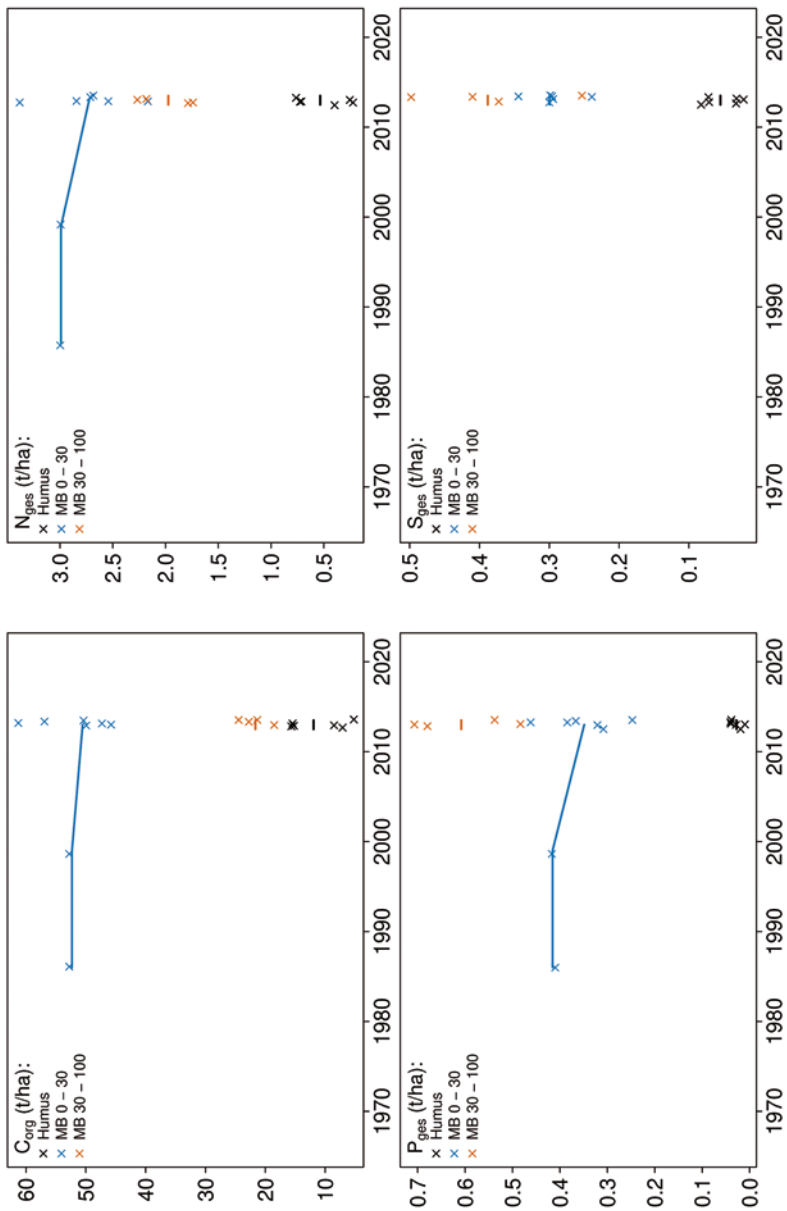 C_org (t/ha):
Humus
MB 0 – 30
MB 30 – 100
60
50
40
30
20
10
1970 1980 1990 2000 2010 2020
N_ges (t/ha):
Humus
MB 0 – 30
MB 30 – 100
3.0
2.5
2.0
1.5
1.0
0.5
1970 1980 1990 2000 2010 2020
P_ges (t/ha):
Humus
MB 0 – 30
MB 30 – 100
0.7
0.6
0.5
0.4
0.3
0.2
0.1
0.0
1970 1980 1990 2000 2010 2020
S_ges (t/ha):
Humus
MB 0 – 30
MB 30 – 100
0.5
0.4
0.3
0.2
0.1
1970 1980 1990 2000 2010 2020